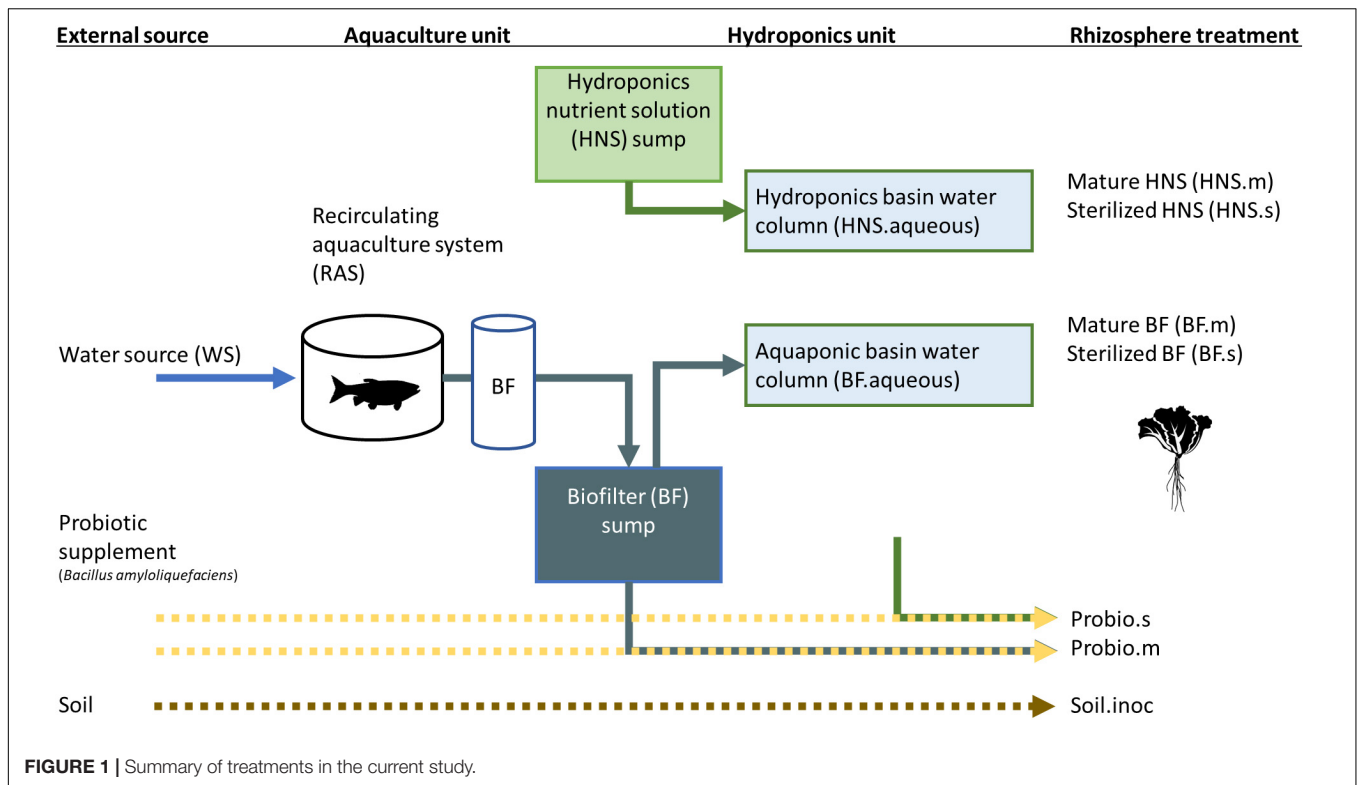 External source
Aquaculture unit
Hydroponics unit
Rhizosphere treatment
Hydroponics
nutrient solution
(HNS) sump
Hydroponics basin water
column (HNS.aqueous)
Mature HNS (HNS.m)
Sterilized HNS (HNS.s)
Recirculating
aquaculture system
(RAS)
Water source (WS)
BF
Aquaponic basin water
column (BF.aqueous)
Mature BF (BF.m)
Sterilized BF (BF.s)
Biofilter (BF)
sump
Probiotic
supplement
(Bacillus amyloliquefaciens)
Probio.s
Probio.m
Soil
Soil.inoc
FIGURE 1 | Summary of treatments in the current study.